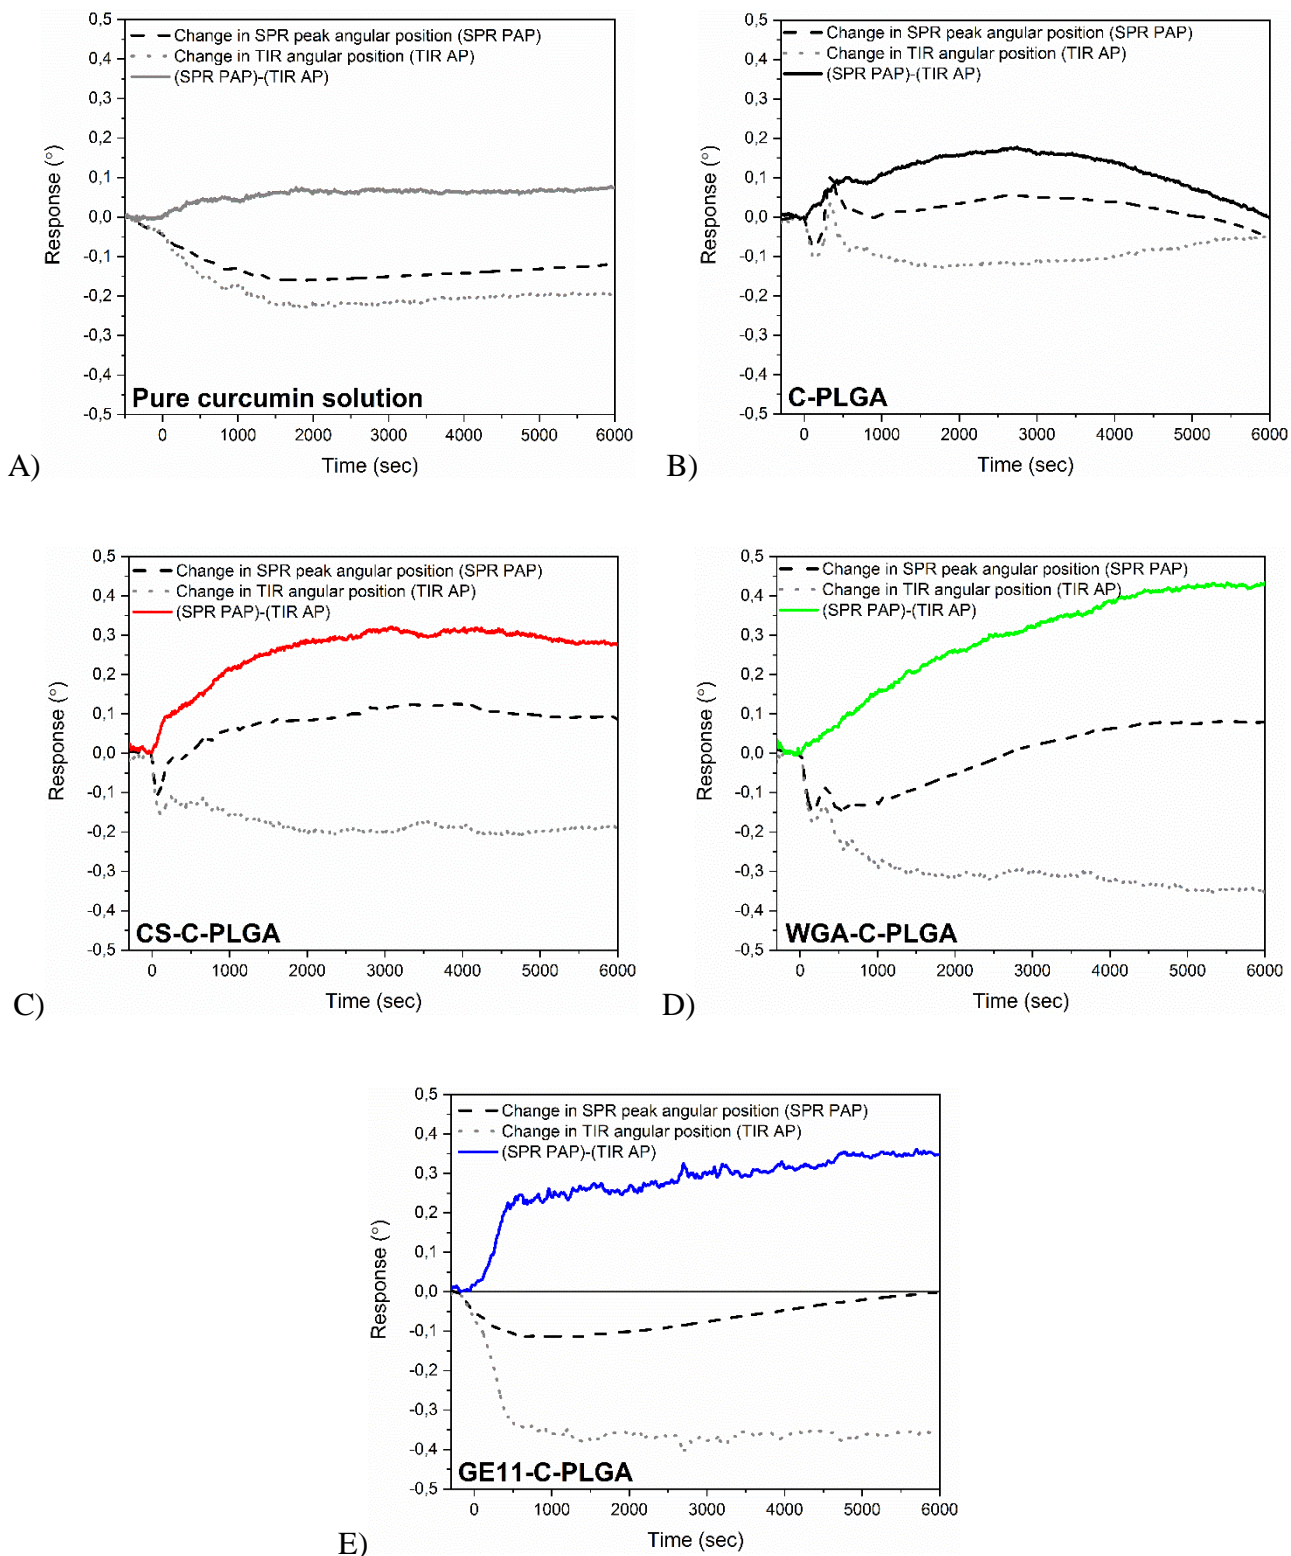 0,5
Change in SPR peak angular position (SPR PAP)
Change in TIR angular position (TIR AP)
(SPR PAP)-(TIR AP)
0,4
0,3
0,2
0,1
0,0
-0,1
-0,2
-0,3
-0,4
-0,5
Response (°)
Pure curcumin solution
0 1000 2000 3000 4000 5000 6000
Time (sec)
A)
0,5
Change in SPR peak angular position (SPR PAP)
Change in TIR angular position (TIR AP)
(SPR PAP)-(TIR AP)
0,4
0,3
0,2
0,1
0,0
-0,1
-0,2
-0,3
-0,4
-0,5
Response (°)
C-PLGA
0 1000 2000 3000 4000 5000 6000
Time (sec)
B)
0,5
Change in SPR peak angular position (SPR PAP)
Change in TIR angular position (TIR AP)
(SPR PAP)-(TIR AP)
0,4
0,3
0,2
0,1
0,0
-0,1
-0,2
-0,3
-0,4
-0,5
Response (°)
CS-C-PLGA
0 1000 2000 3000 4000 5000 6000
Time (sec)
C)
0,5
Change in SPR peak angular position (SPR PAP)
Change in TIR angular position (TIR AP)
(SPR PAP)-(TIR AP)
0,4
0,3
0,2
0,1
0,0
-0,1
-0,2
-0,3
-0,4
-0,5
Response (°)
WGA-C-PLGA
0 1000 2000 3000 4000 5000 6000
Time (sec)
D)
0,5
Change in SPR peak angular position (SPR PAP)
Change in TIR angular position (TIR AP)
(SPR PAP)-(TIR AP)
0,4
0,3
0,2
0,1
0,0
-0,1
-0,2
-0,3
-0,4
-0,5
Response (°)
GE11-C-PLGA
0 1000 2000 3000 4000 5000 6000
Time (sec)
E)